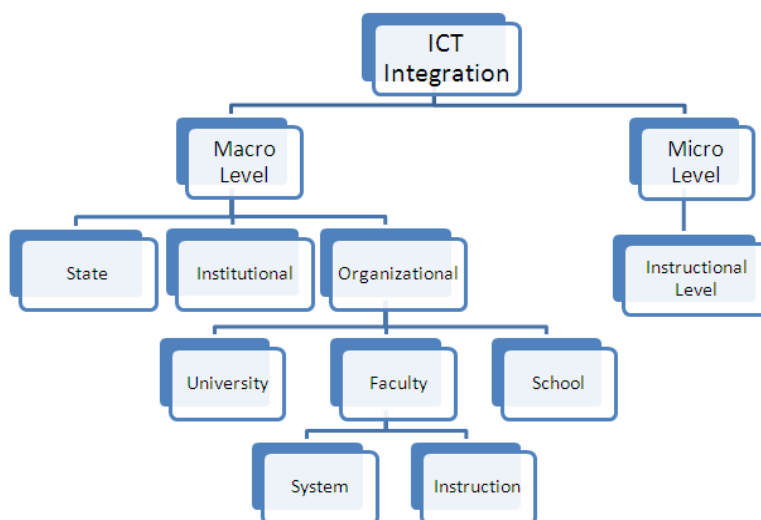 ICT
Integration
Macro
Level
Micro
Level
State
Institutional
Organizational
Instructional
Level
University
Faculty
School
System
Instruction